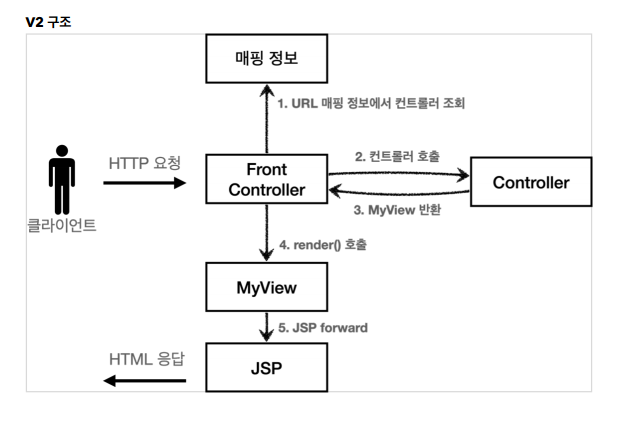 V2 구조
매핑 정보
1. URL 매핑 정보에서 컨트롤러 조회
HTTP 요청
Front
Controller
2. 컨트롤러 호출
Controller
3. MyView 반환
클라이언트
4. render() 호출
MyView
5. JSP forward
HTML 응답
JSP